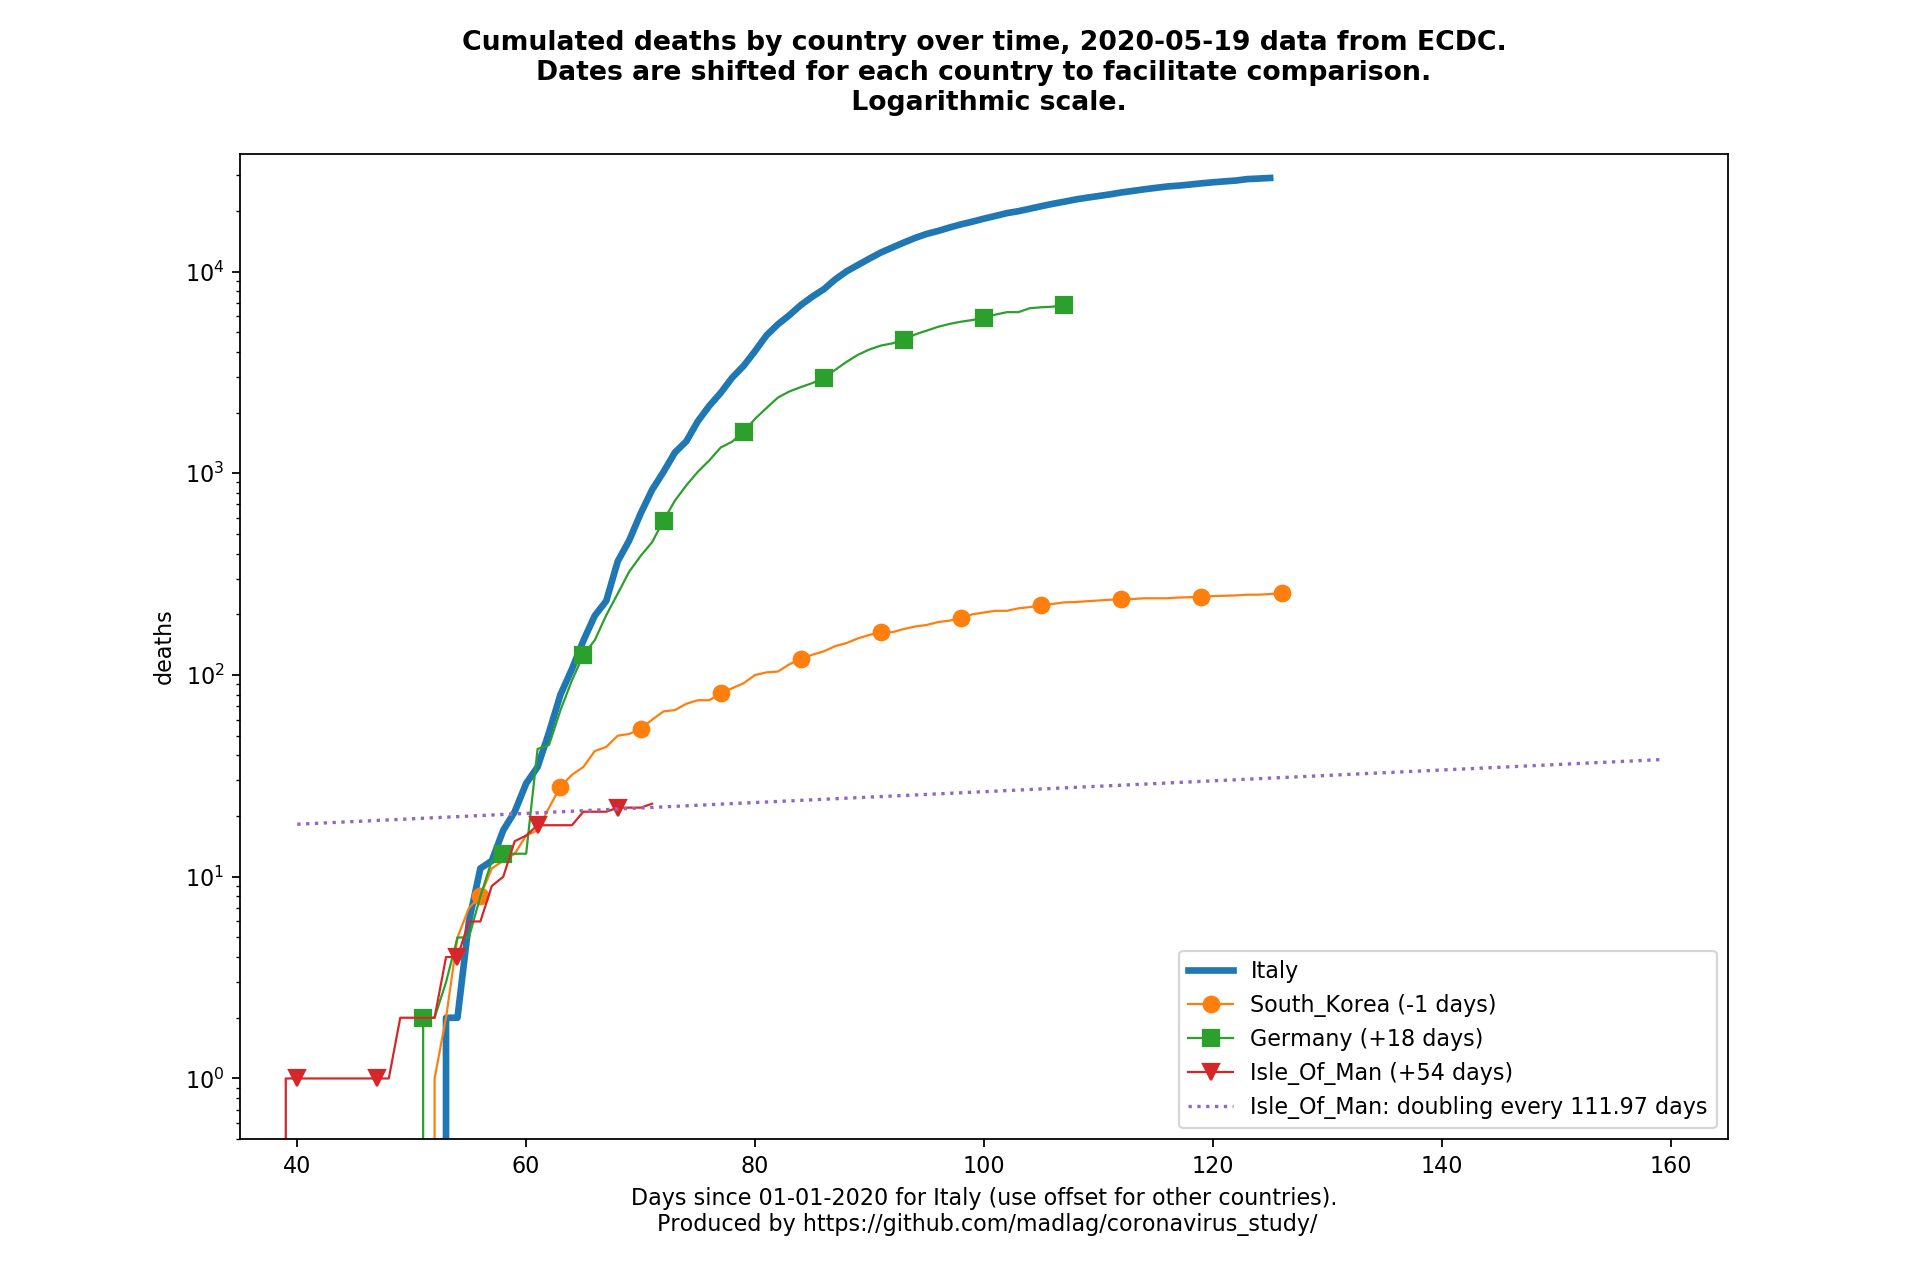 Cumulated deaths by country over time, 2020-05-19 data from ECDC.
Dates are shifted for each country to facilitate comparison.
Logarithmic scale.
deaths
10^4
10^3
10^2
10^1
10^0
40 60 80 100 120 140 160
Italy
South_Korea (-1 days)
Germany (+18 days)
Isle_Of_Man (+54 days)
Isle_Of_Man: doubling every 111.97 days
Days since 01-01-2020 for Italy (use offset for other countries).
Produced by https://github.com/madlag/coronavirus_study/